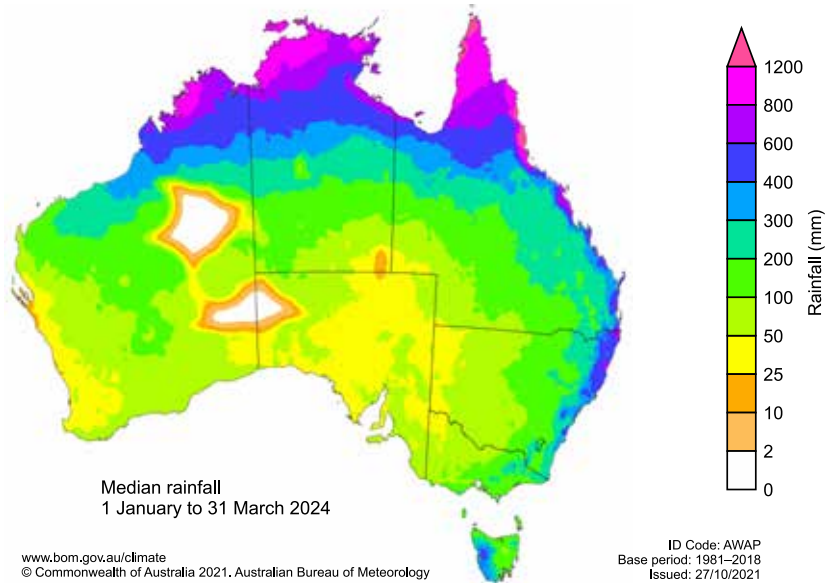 1200
800
600
400
300
200
100
50
25
10
2
0
Rainfall (mm)
Median rainfall
1 January to 31 March 2024
www.bom.gov.au/climate
© Commonwealth of Australia 2021. Australian Bureau of Meteorology
ID Code: AWAP
Base period: 1981–2018
Issued: 27/10/2021